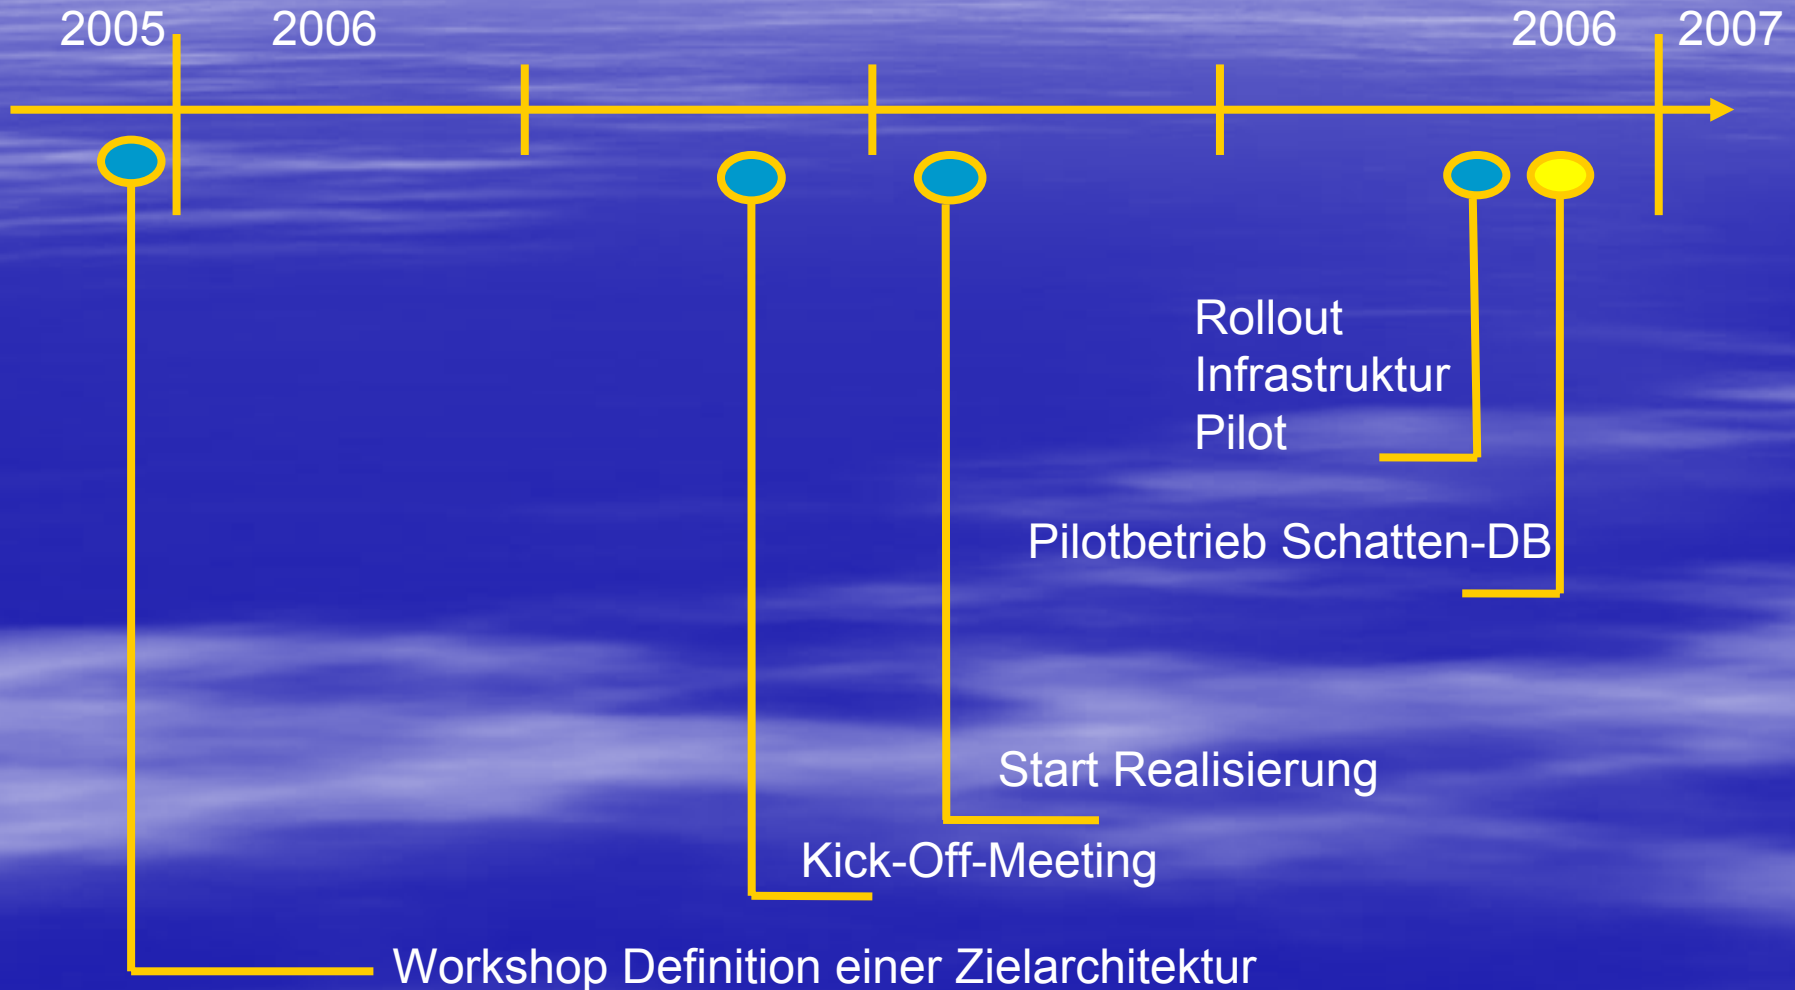 2005 2006 2006 2007
Rollout
Infrastruktur
Pilot
Pilotbetrieb Schatten-DB
Start Realisierung
Kick-Off-Meeting
Workshop Definition einer Zielarchitektur